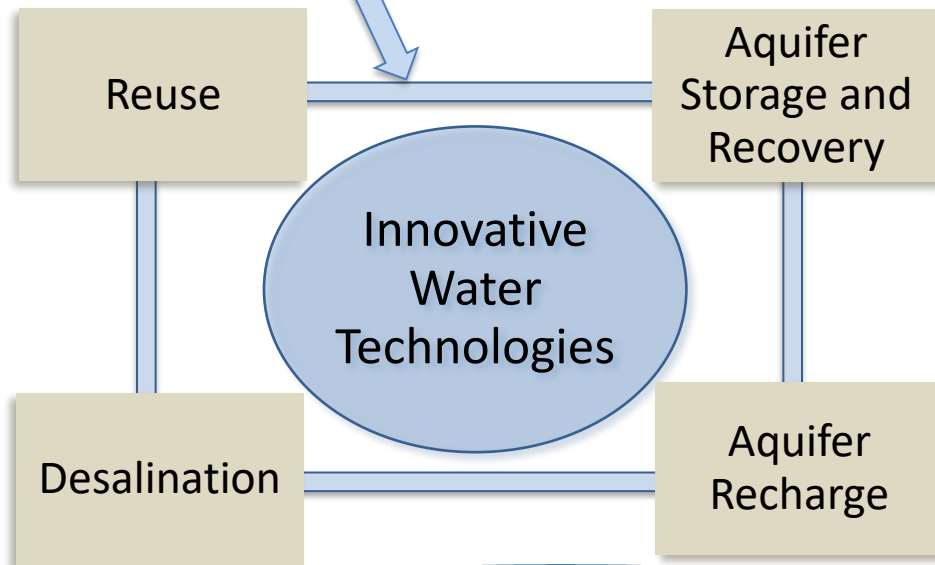 Reuse
Aquifer
Storage and
Recovery
Innovative
Water
Technologies
Desalination
Aquifer
Recharge